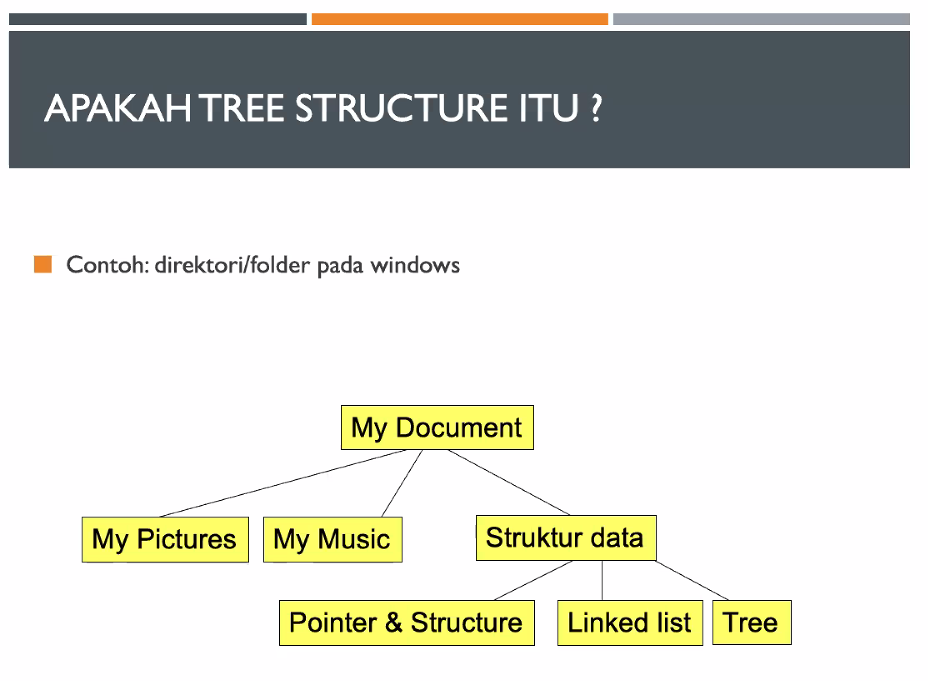 APAKAH TREE STRUCTURE ITU ?
Contoh: direktori/folder pada windows
My Document
My Pictures
My Music
Struktur data
Pointer & Structure
Linked list
Tree